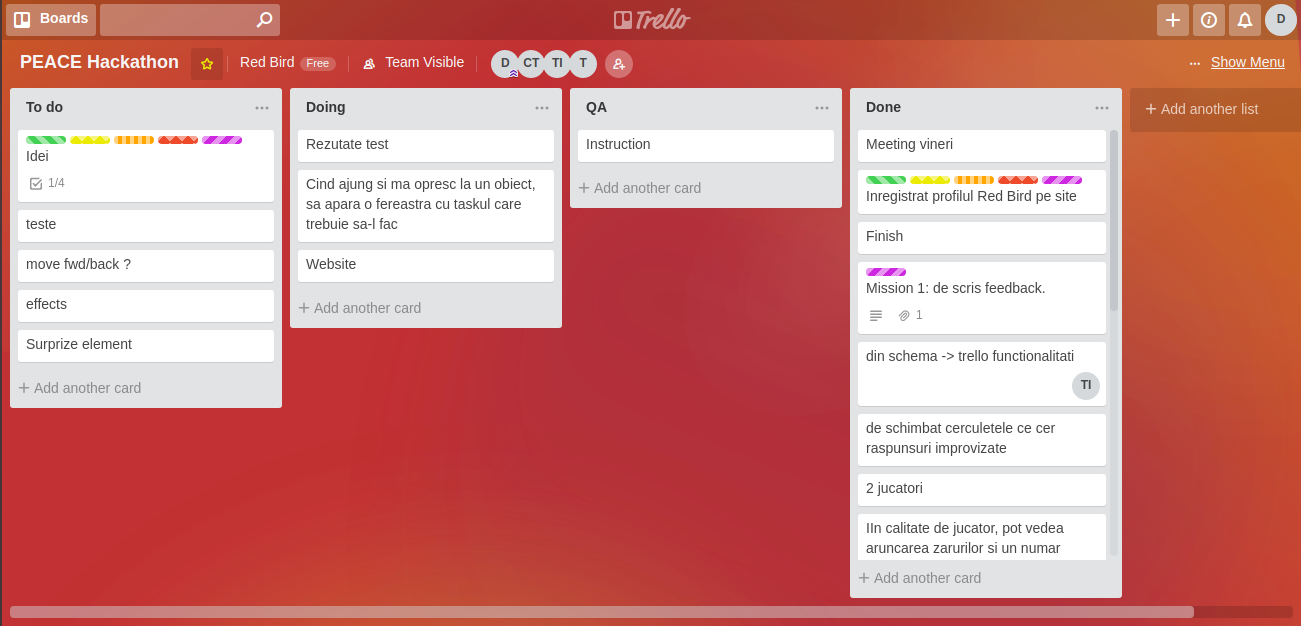 Boards
Trello
D
PEACE Hackathon
Red Bird Free
Team Visible
D CT TI T
... Show Menu
To do
Idei
1/4
teste
move fwd/back ?
effects
Surprize element
+ Add another card
Doing
Rezutate test
Cind ajung si ma opresc la un obiect,
sa apara o fereastra cu taskul care
trebuie sa-l fac
Website
+ Add another card
QA
Instruction
+ Add another card
Done
Meeting vineri
Inregistrat profilul Red Bird pe site
Finish
Mission 1: de scris feedback.
1
din schema -> trello functionalitati
TI
de schimbat cerculetele ce cer
raspunsuri improvizate
2 jucatori
IIn calitate de jucator, pot vedea
aruncarea zarurilor si un numar
+ Add another card
+ Add another list